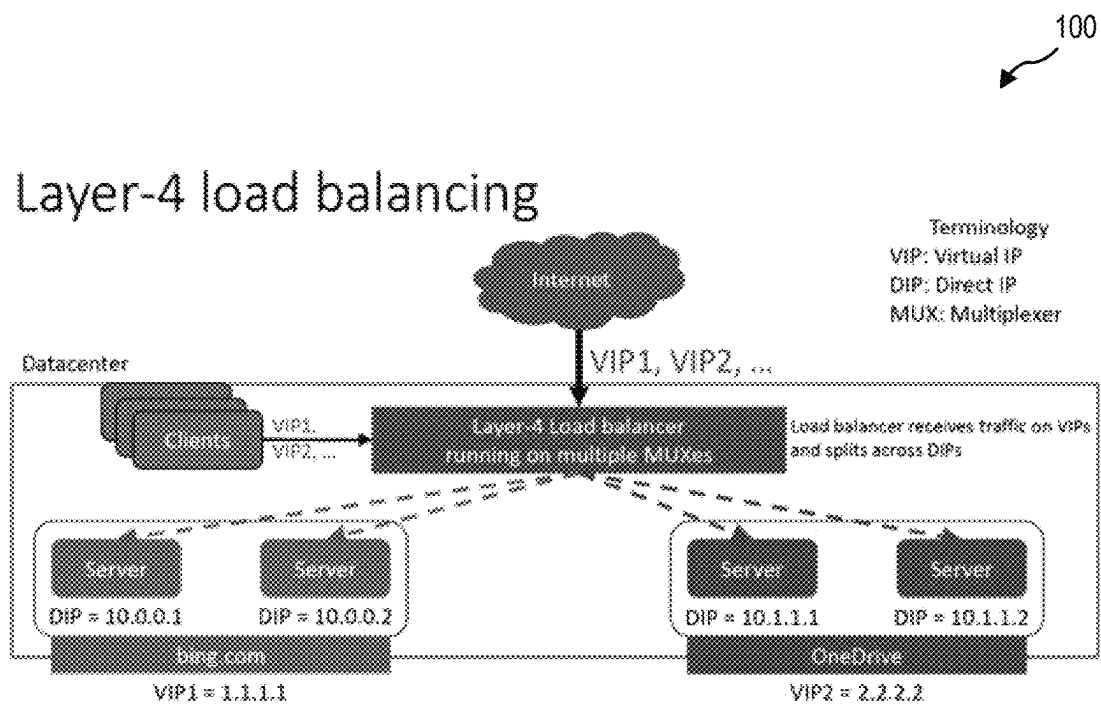 100
Layer-4 load balancing
Terminology
VIP: Virtual IP
DIP: Direct IP
MUX: Multiplexer
Internet
VIP1, VIP2, ...
Datacenter
Clients
VIP1,
VIP2, ...
Layer-4 Load balancer
running on multiple MUXes
Load balancer receives traffic on VIPs
and splits across DIPs
Server
Server
Server
Server
DIP = 10.0.0.1
DIP = 10.0.0.2
DIP = 10.1.1.1
DIP = 10.1.1.2
bing.com
OneDrive
VIP1 = 1.1.1.1
VIP2 = 2.2.2.2